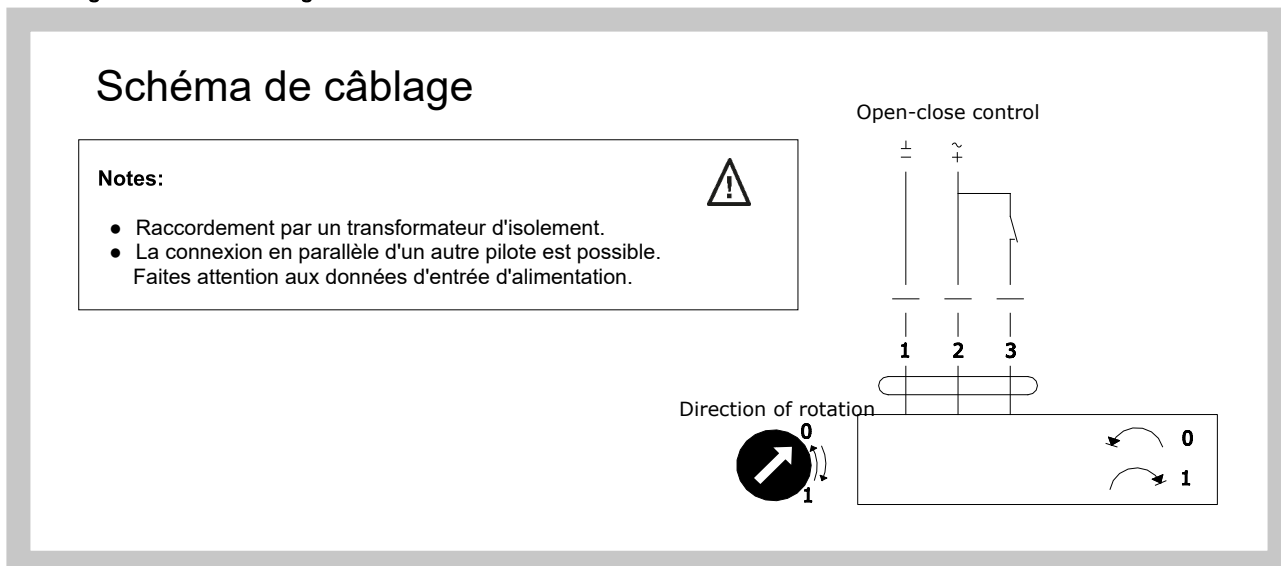 Schéma de câblage
Notes:
● Raccordement par un transformateur d'isolement.
● La connexion en parallèle d'un autre pilote est possible.
Faites attention aux données d'entrée d'alimentation.
Open-close control
⊥ ~
− +
1 2 3
Direction of rotation
0
1
0
1